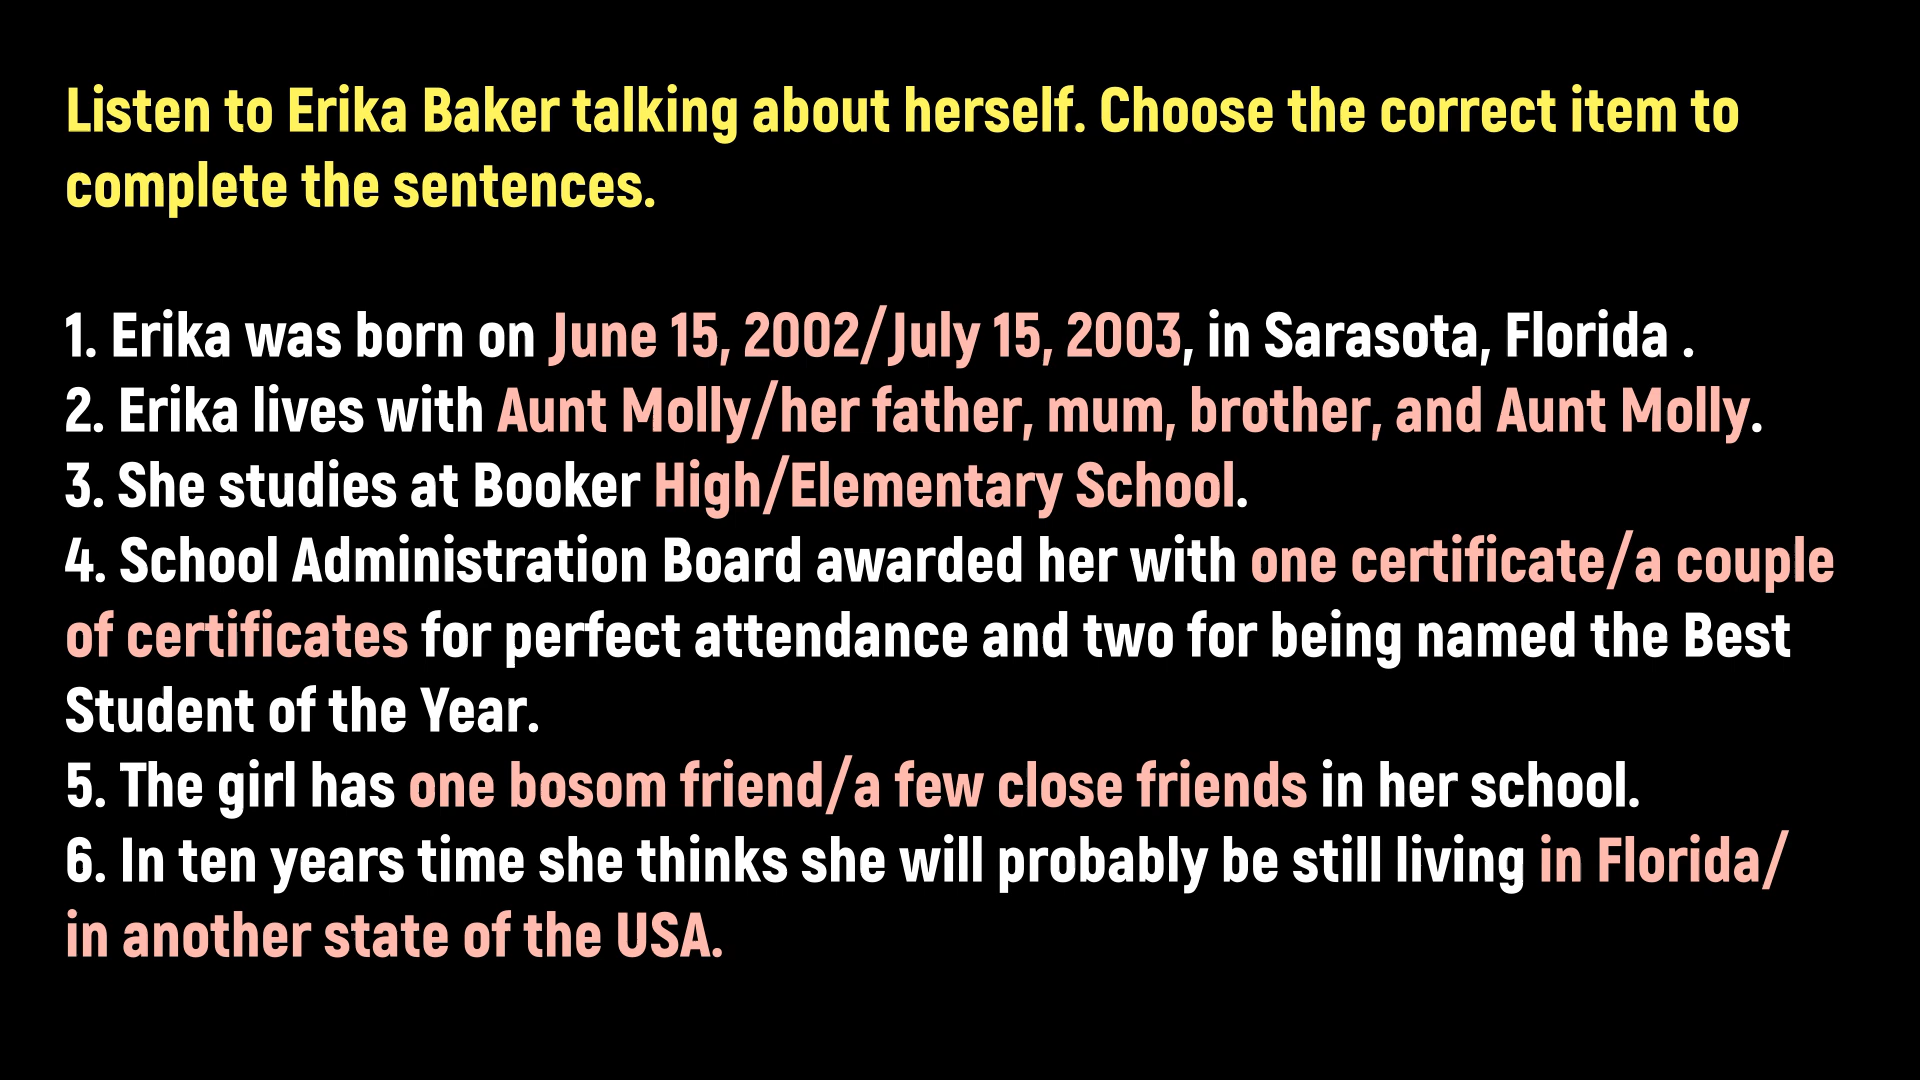 Listen to Erika Baker talking about herself. Choose the correct item to
complete the sentences.
1. Erika was born on June 15, 2002/July 15, 2003, in Sarasota, Florida .
2. Erika lives with Aunt Molly/her father, mum, brother, and Aunt Molly.
3. She studies at Booker High/Elementary School.
4. School Administration Board awarded her with one certificate/a couple
of certificates for perfect attendance and two for being named the Best
Student of the Year.
5. The girl has one bosom friend/a few close friends in her school.
6. In ten years time she thinks she will probably be still living in Florida/
in another state of the USA.